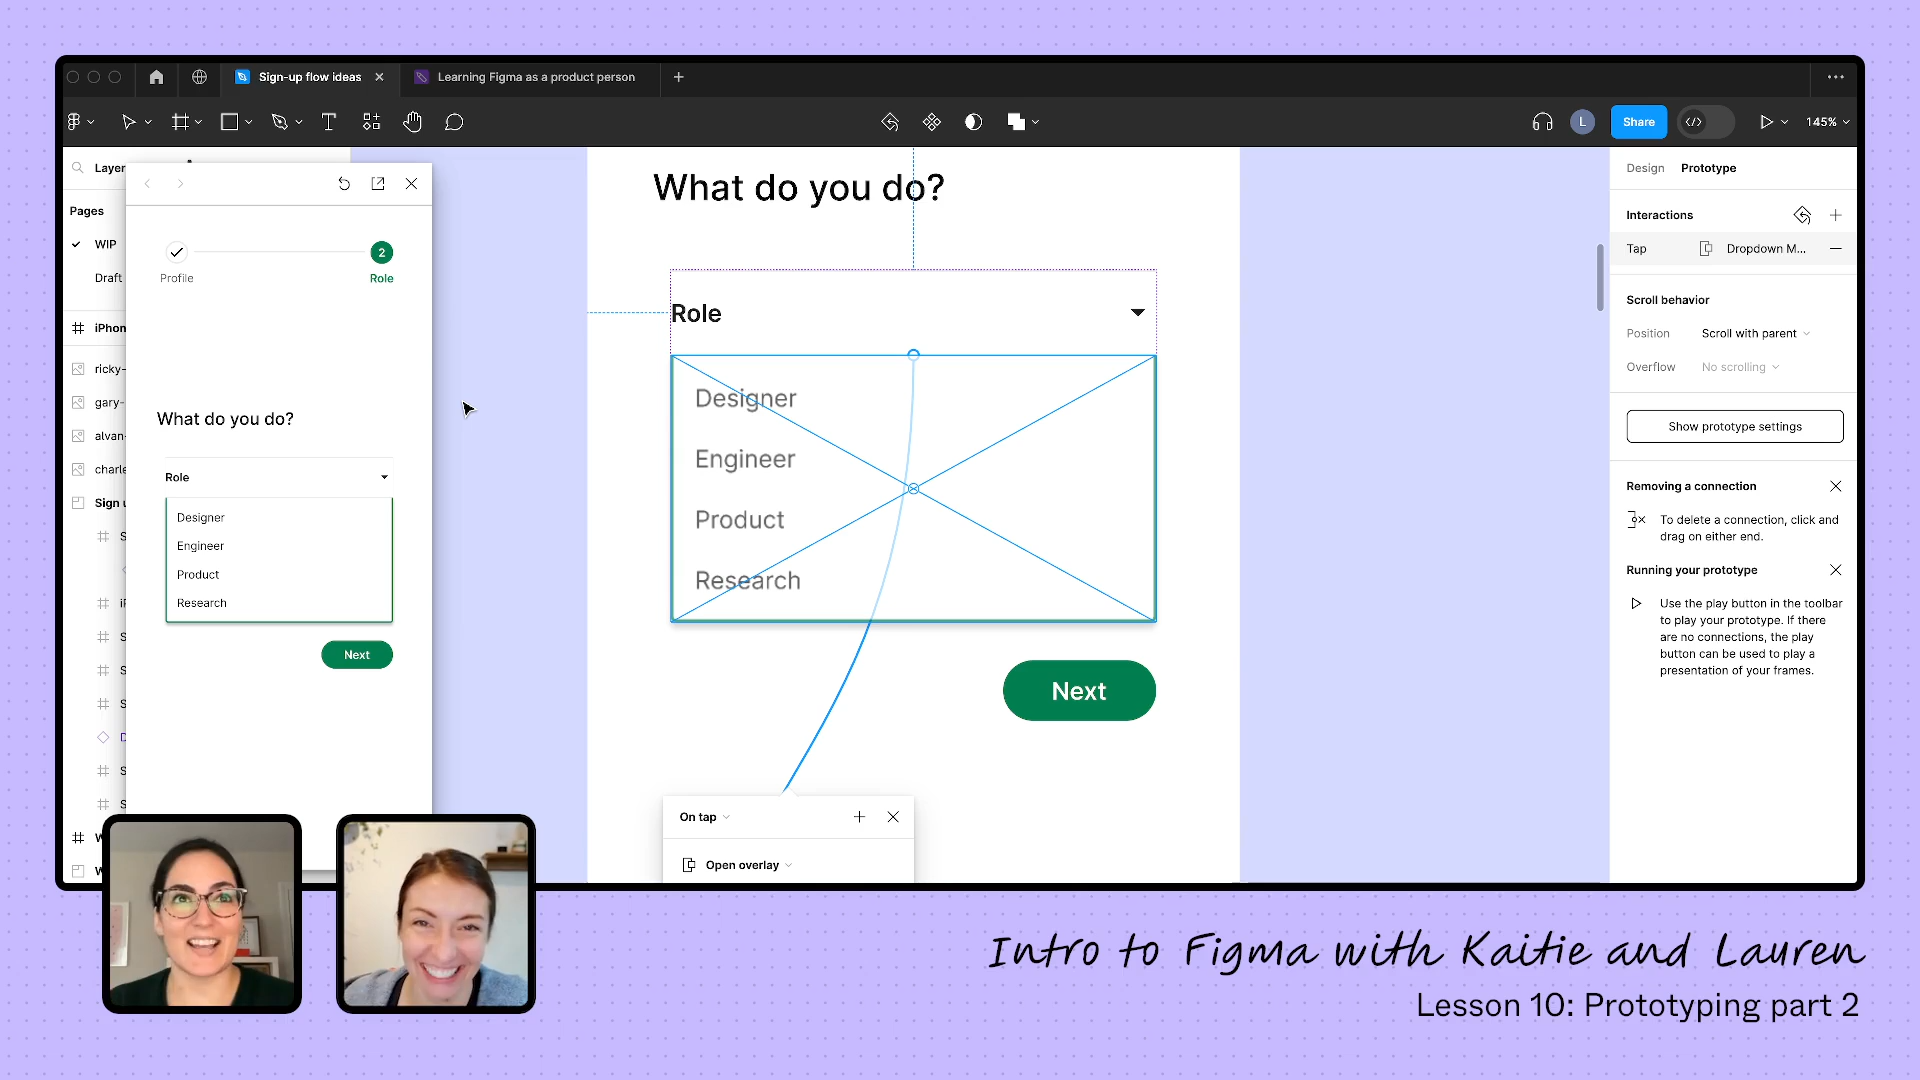 Sign-up flow ideas
Learning Figma as a product person
L
Share
145%
Layer
Pages
WIP
Draft
iPhon
ricky-
gary-
alvan
charle
Sign u
2
Profile
Role
What do you do?
Role
Designer
Engineer
Product
Research
Next
What do you do?
Role
Designer
Engineer
Product
Research
Next
On tap
Open overlay
Design
Prototype
Interactions
Tap
Dropdown M...
Scroll behavior
Position
Scroll with parent
Overflow
No scrolling
Show prototype settings
Removing a connection
To delete a connection, click and
drag on either end.
Running your prototype
Use the play button in the toolbar
to play your prototype. If there
are no connections, the play
button can be used to play a
presentation of your frames.
Intro to Figma with Kaitie and Lauren
Lesson 10: Prototyping part 2